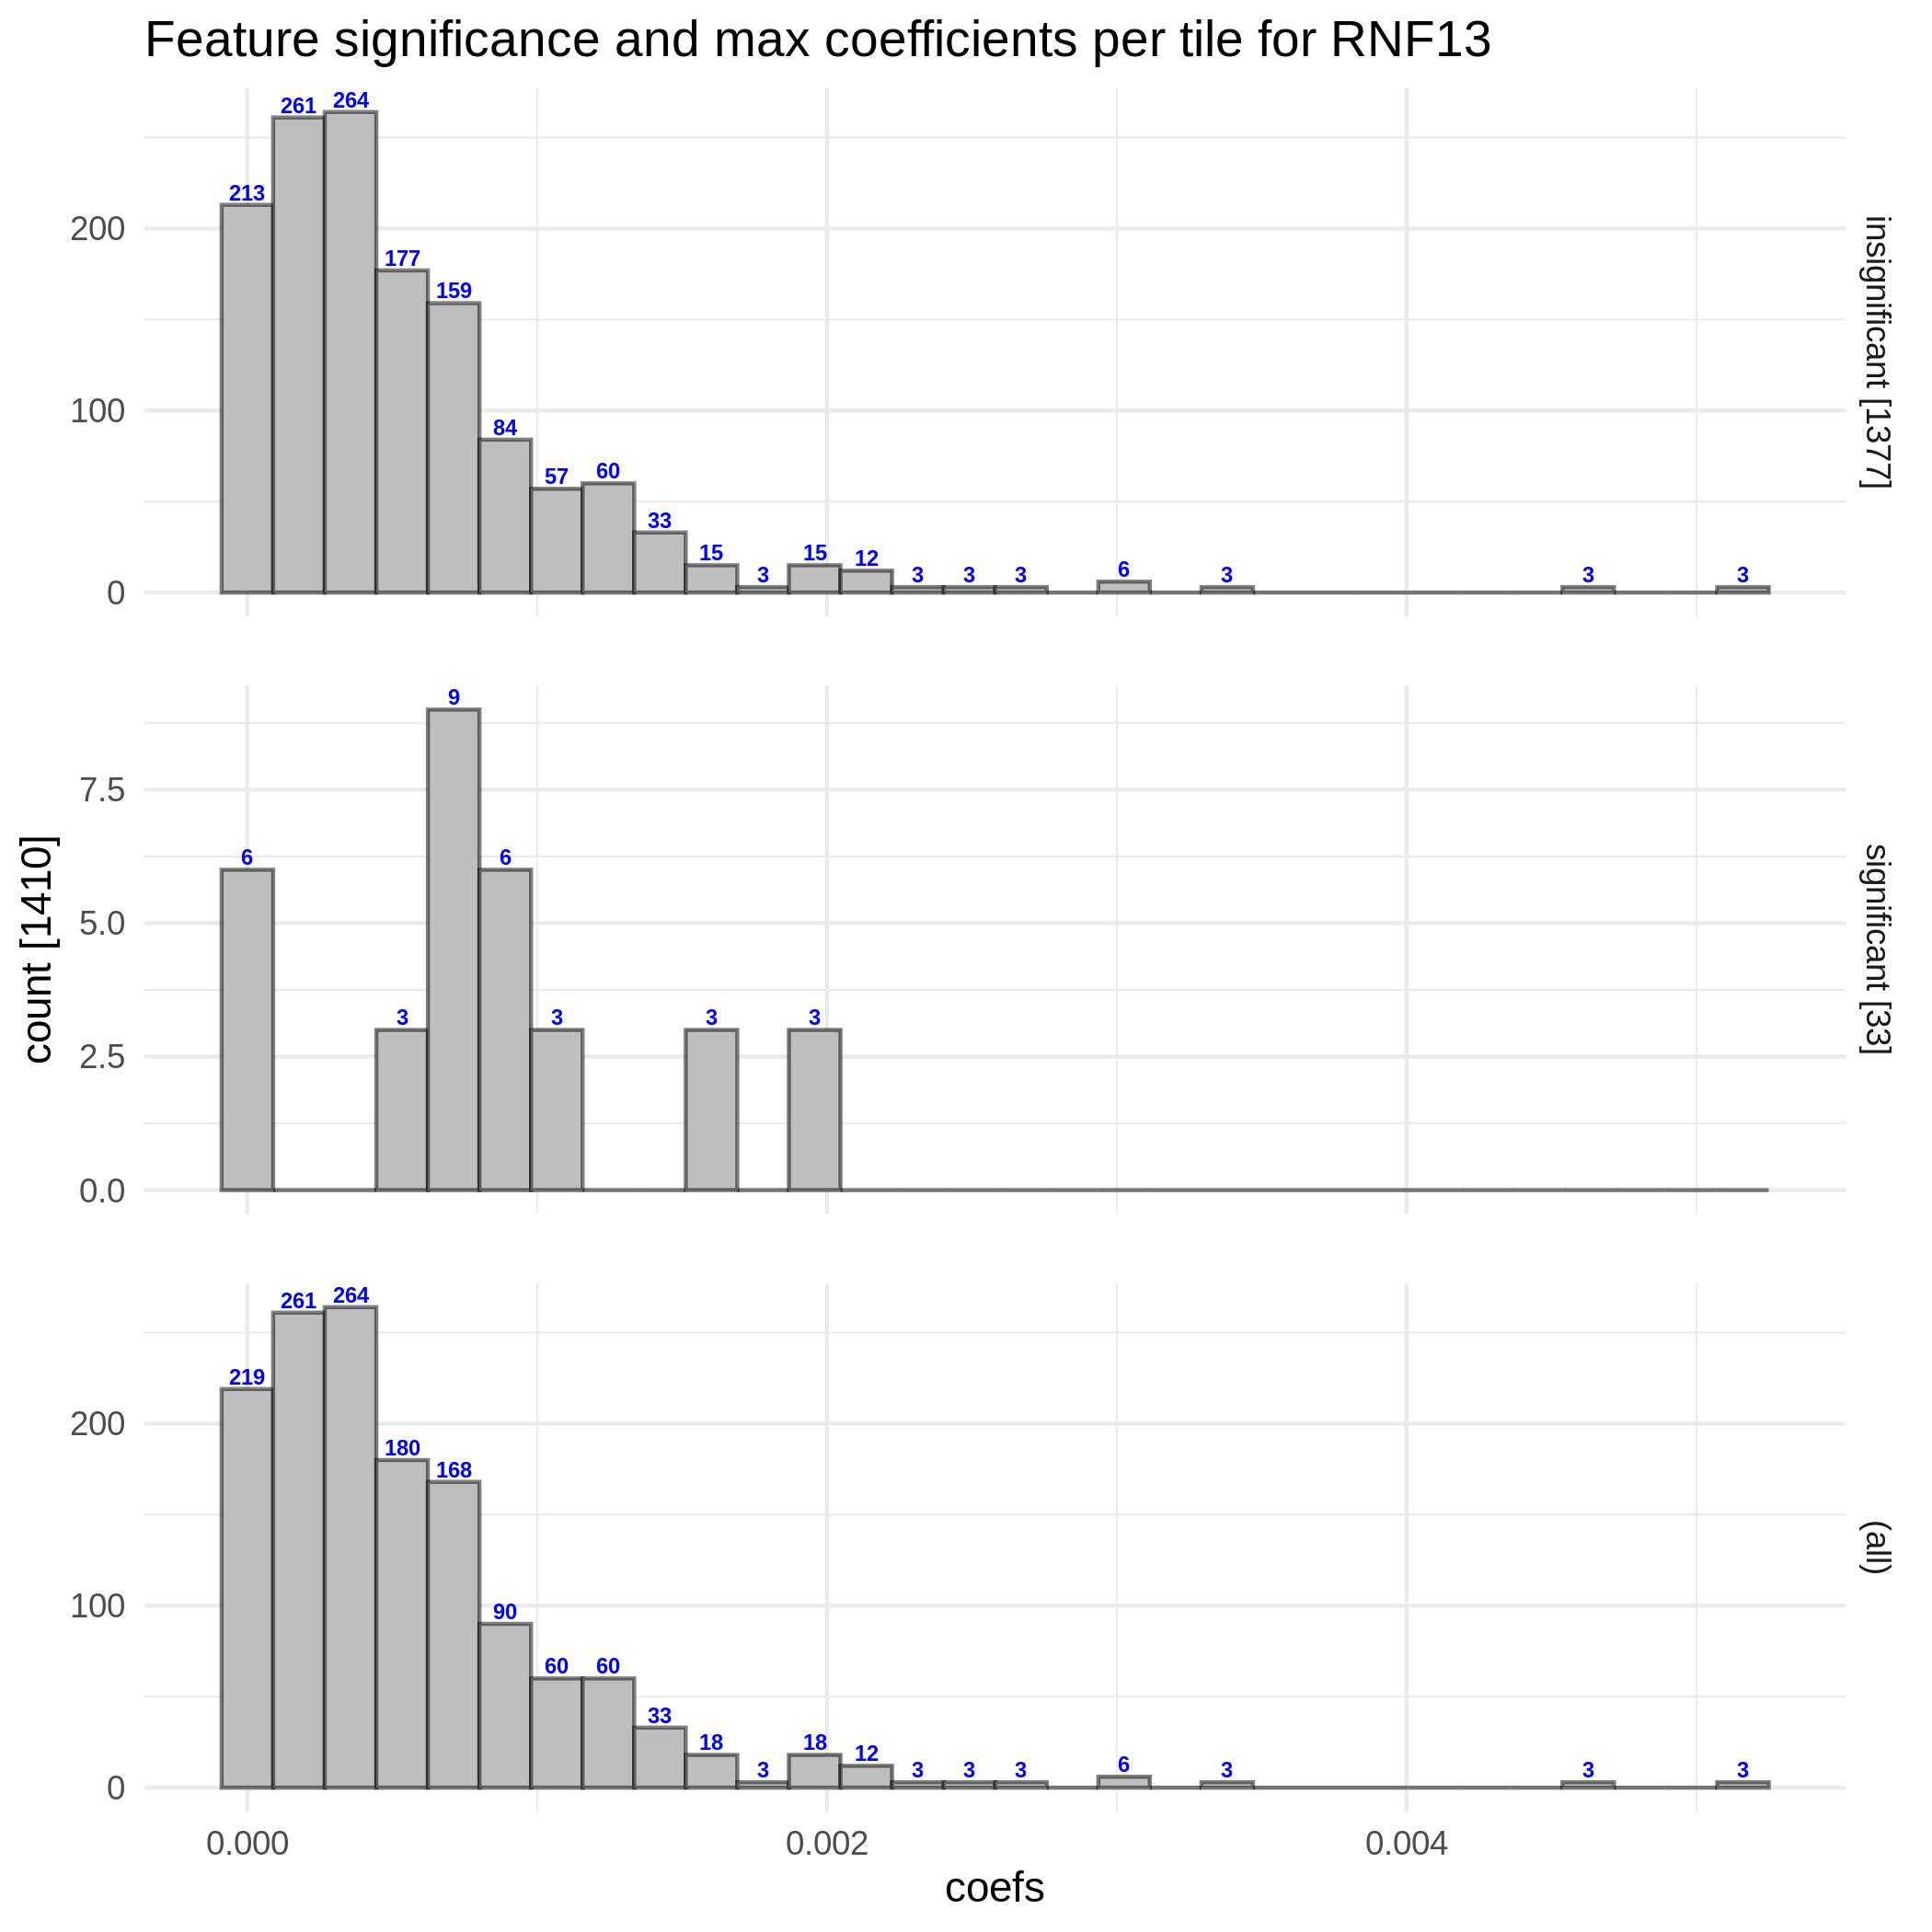 Feature significance and max coefficients per tile for RNF13
213 261 264 177 159 84 57 60 33 15 3 15 12 3 3 3 6 3 3 3
200
100
0
insignificant [1377]
6 3 9 6 3 3 3
7.5
5.0
2.5
0.0
significant [33]
count [1410]
219 261 264 180 168 90 60 60 33 18 3 18 12 3 3 3 6 3 3 3
200
100
0
(all)
0.000 0.002 0.004
coefs